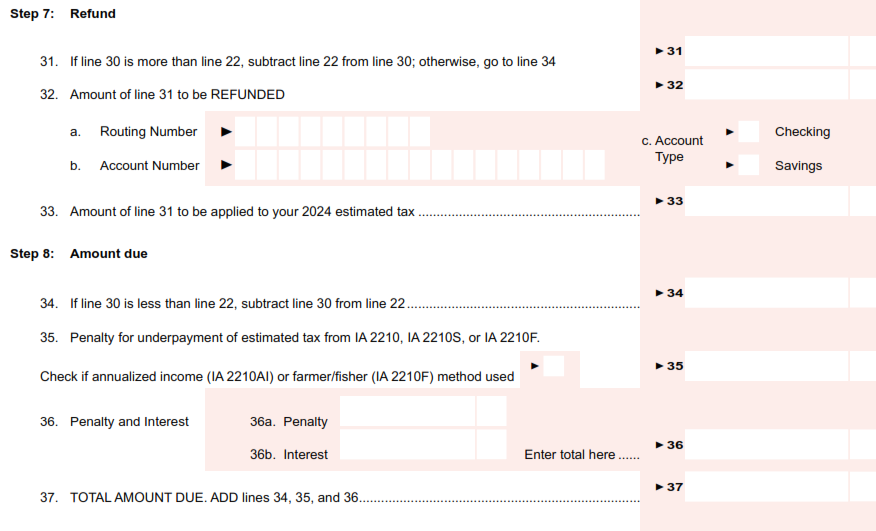 Step 7: Refund
31. If line 30 is more than line 22, subtract line 22 from line 30; otherwise, go to line 34 ▶ 31
32. Amount of line 31 to be REFUNDED ▶ 32
a. Routing Number ▶
b. Account Number ▶
c. Account Type
▶ Checking
▶ Savings
33. Amount of line 31 to be applied to your 2024 estimated tax ................................................................ ▶ 33
Step 8: Amount due
34. If line 30 is less than line 22, subtract line 30 from line 22 ................................................................ ▶ 34
35. Penalty for underpayment of estimated tax from IA 2210, IA 2210S, or IA 2210F.
Check if annualized income (IA 2210AI) or farmer/fisher (IA 2210F) method used ▶ ▶ 35
36. Penalty and Interest 36a. Penalty
36b. Interest Enter total here ...... ▶ 36
37. TOTAL AMOUNT DUE. ADD lines 34, 35, and 36................................................................ ▶ 37